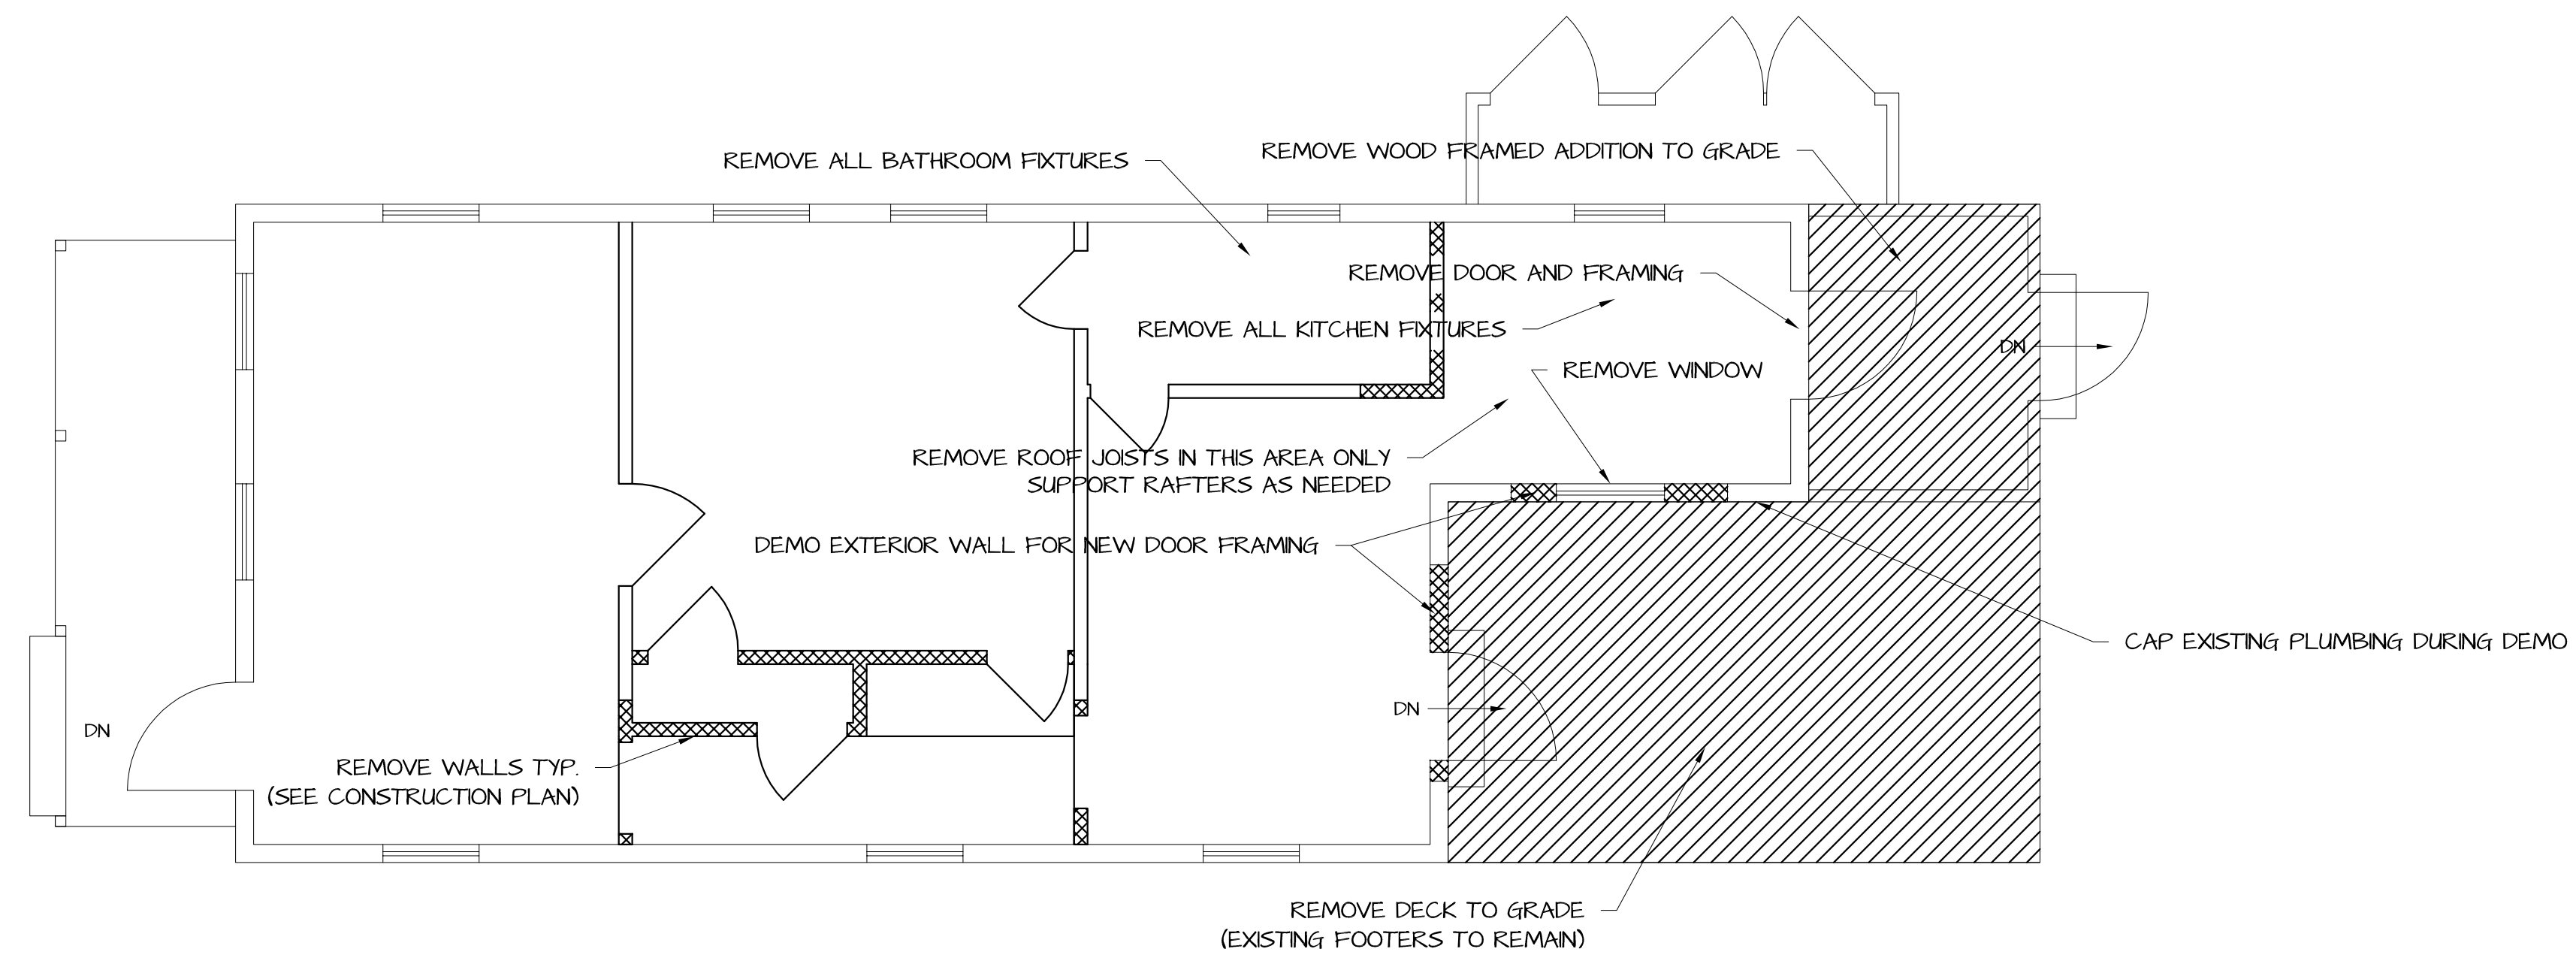 REMOVE WOOD FRAMED ADDITION TO GRADE
REMOVE ALL BATHROOM FIXTURES
REMOVE DOOR AND FRAMING
REMOVE ALL KITCHEN FIXTURES
DN
REMOVE WINDOW
REMOVE ROOF JOISTS IN THIS AREA ONLY
SUPPORT RAFTERS AS NEEDED
DEMO EXTERIOR WALL FOR NEW DOOR FRAMING
CAP EXISTING PLUMBING DURING DEMO
DN
DN
REMOVE WALLS TYP.
(SEE CONSTRUCTION PLAN)
REMOVE DECK TO GRADE
(EXISTING FOOTERS TO REMAIN)